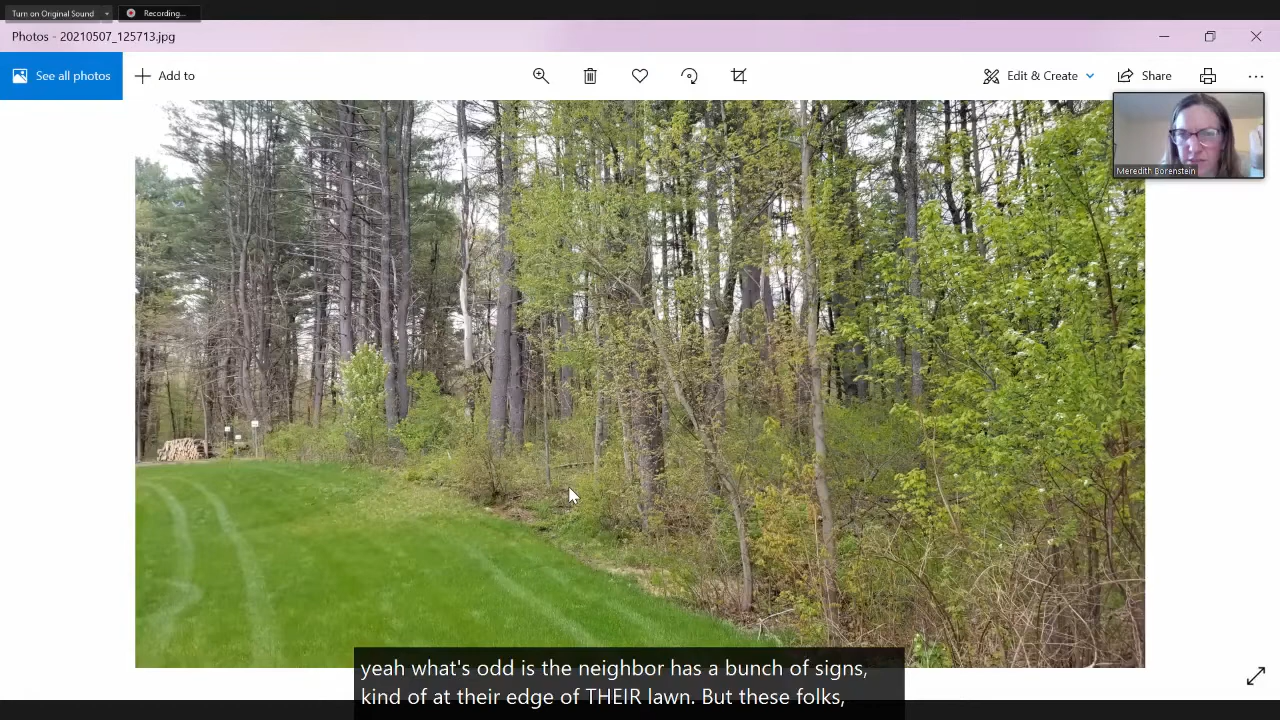 Turn on Original Sound
Recording...
Photos - 20210507_125713.jpg
See all photos
Add to
Edit & Create
Share
Meredith Borenstein
yeah what's odd is the neighbor has a bunch of signs,
kind of at their edge of THEIR lawn. But these folks,